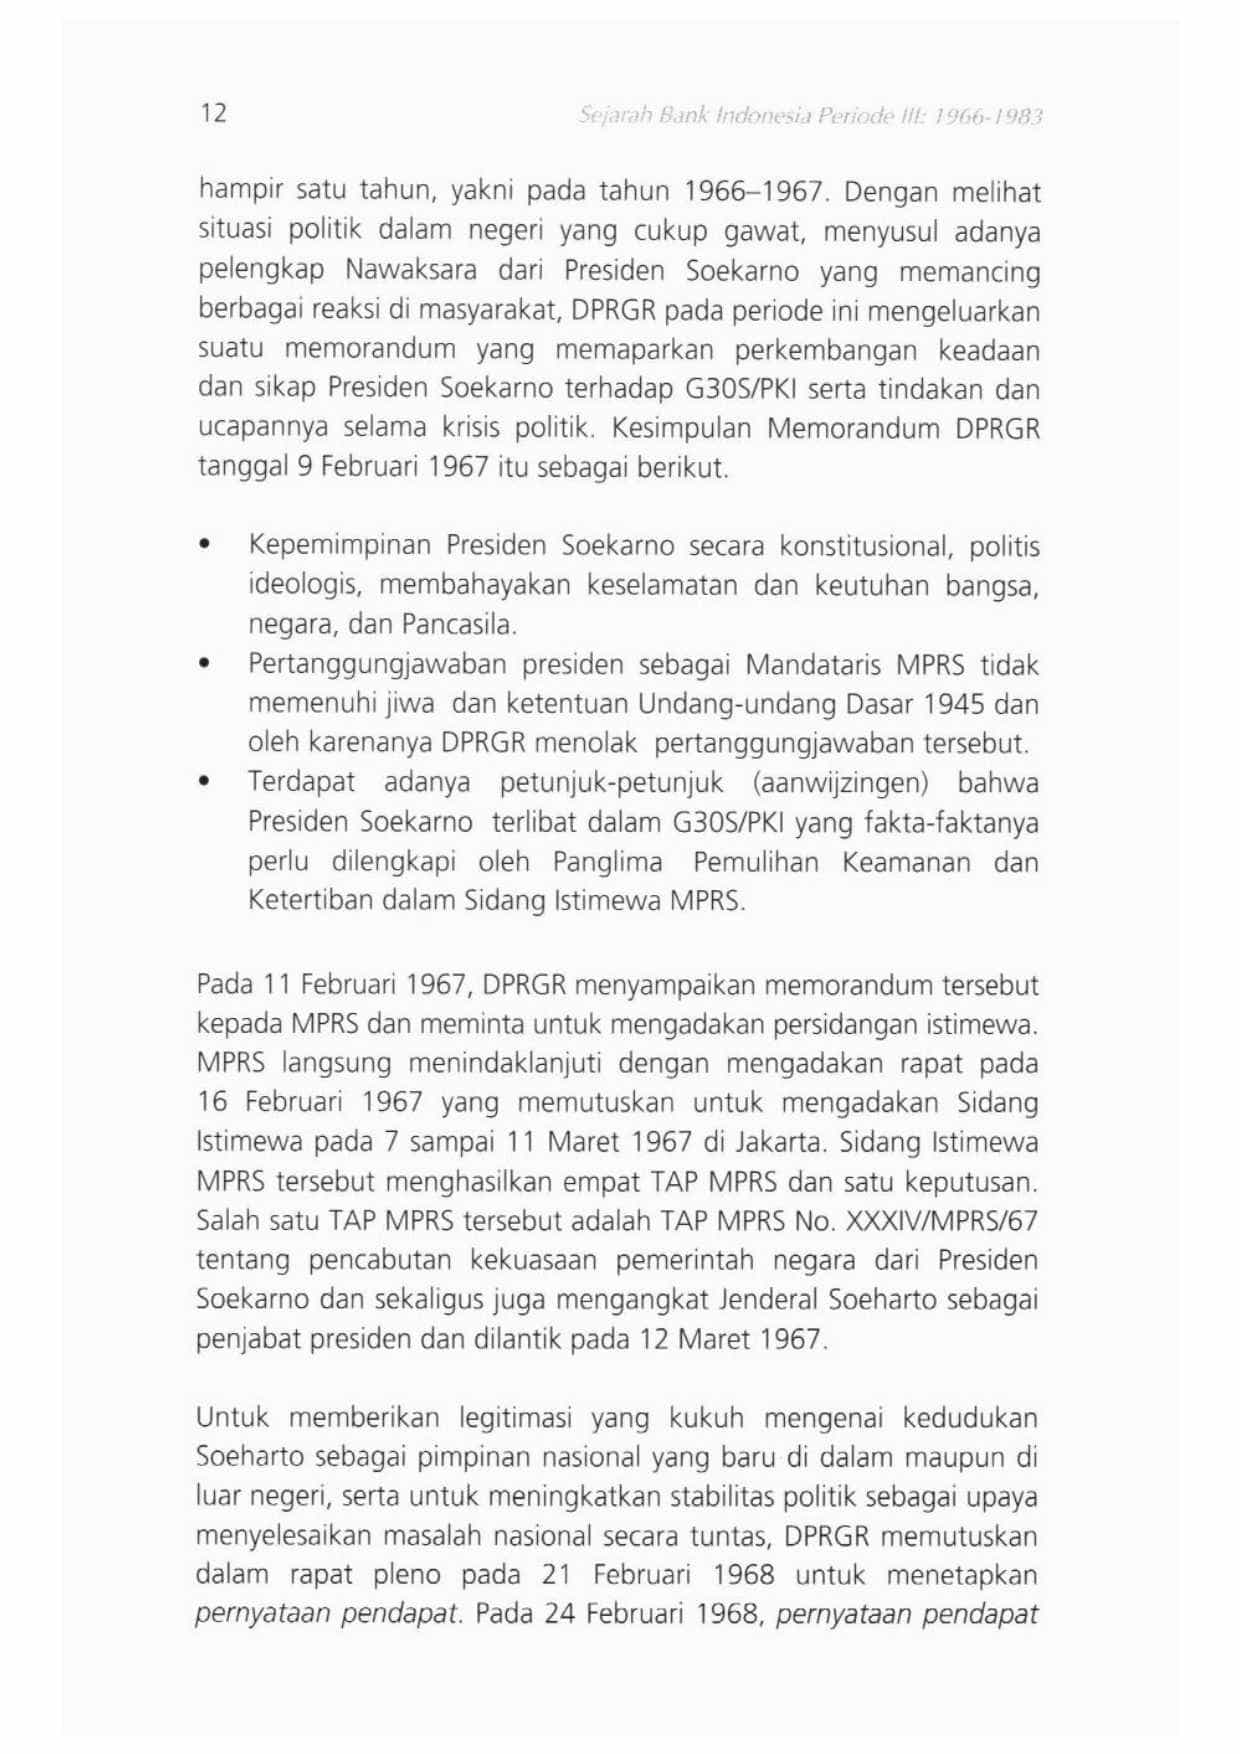 12
Sejarah Bank Indonesia Periode III: 1966-1983
hampir satu tahun, yakni pada tahun 1966–1967. Dengan melihat
situasi politik dalam negeri yang cukup gawat, menyusul adanya
pelengkap Nawaksara dari Presiden Soekarno yang memancing
berbagai reaksi di masyarakat, DPRGR pada periode ini mengeluarkan
suatu memorandum yang memaparkan perkembangan keadaan
dan sikap Presiden Soekarno terhadap G30S/PKI serta tindakan dan
ucapannya selama krisis politik. Kesimpulan Memorandum DPRGR
tanggal 9 Februari 1967 itu sebagai berikut.
• Kepemimpinan Presiden Soekarno secara konstitusional, politis
ideologis, membahayakan keselamatan dan keutuhan bangsa,
negara, dan Pancasila.
• Pertanggungjawaban presiden sebagai Mandataris MPRS tidak
memenuhi jiwa dan ketentuan Undang-undang Dasar 1945 dan
oleh karenanya DPRGR menolak pertanggungjawaban tersebut.
• Terdapat adanya petunjuk-petunjuk (aanwijzingen) bahwa
Presiden Soekarno terlibat dalam G30S/PKI yang fakta-faktanya
perlu dilengkapi oleh Panglima Pemulihan Keamanan dan
Ketertiban dalam Sidang Istimewa MPRS.
Pada 11 Februari 1967, DPRGR menyampaikan memorandum tersebut
kepada MPRS dan meminta untuk mengadakan persidangan istimewa.
MPRS langsung menindaklanjuti dengan mengadakan rapat pada
16 Februari 1967 yang memutuskan untuk mengadakan Sidang
Istimewa pada 7 sampai 11 Maret 1967 di Jakarta. Sidang Istimewa
MPRS tersebut menghasilkan empat TAP MPRS dan satu keputusan.
Salah satu TAP MPRS tersebut adalah TAP MPRS No. XXXIV/MPRS/67
tentang pencabutan kekuasaan pemerintah negara dari Presiden
Soekarno dan sekaligus juga mengangkat Jenderal Soeharto sebagai
penjabat presiden dan dilantik pada 12 Maret 1967.
Untuk memberikan legitimasi yang kukuh mengenai kedudukan
Soeharto sebagai pimpinan nasional yang baru di dalam maupun di
luar negeri, serta untuk meningkatkan stabilitas politik sebagai upaya
menyelesaikan masalah nasional secara tuntas, DPRGR memutuskan
dalam rapat pleno pada 21 Februari 1968 untuk menetapkan
pernyataan pendapat. Pada 24 Februari 1968, pernyataan pendapat